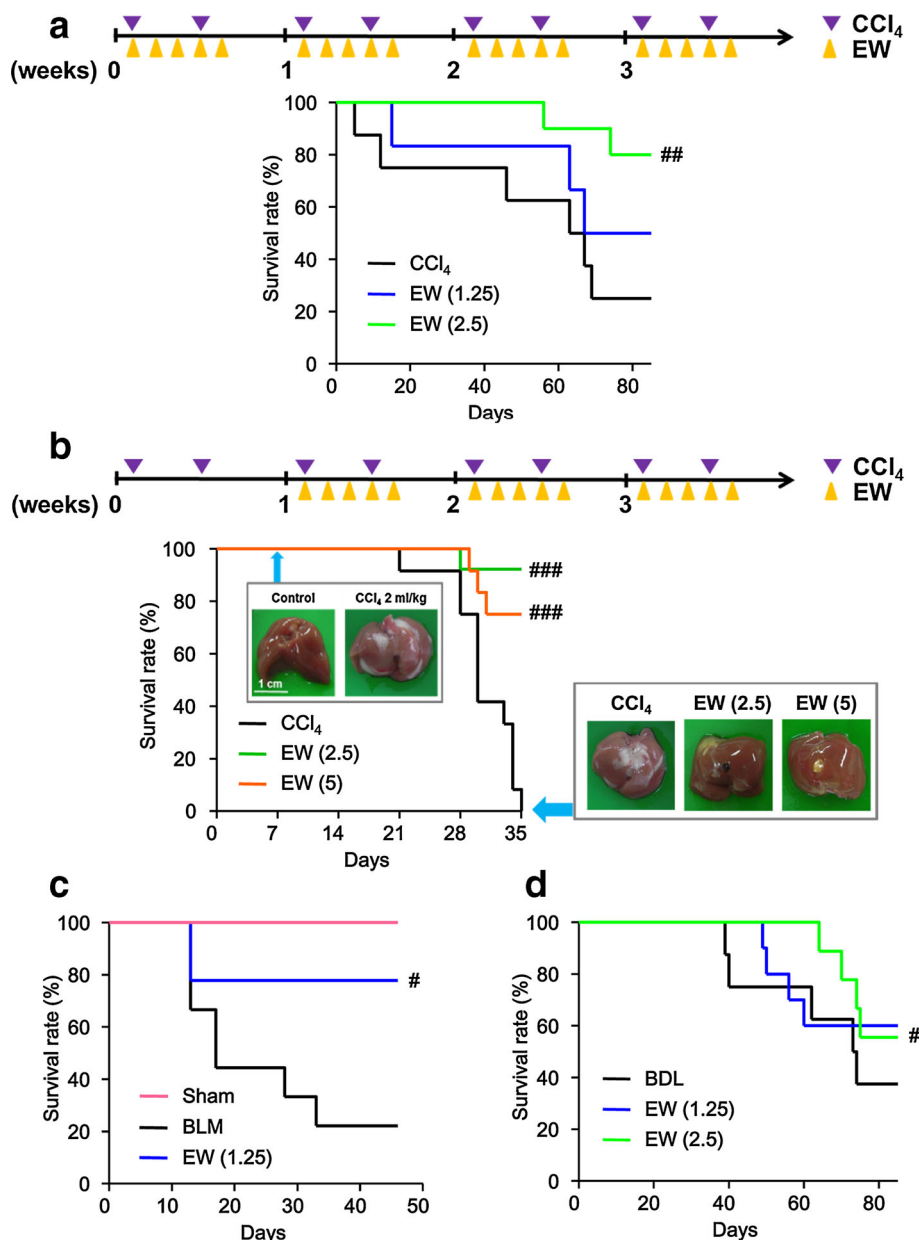 a
CCl4
EW
(weeks) 0 1 2 3
100
80
60
40
20
0
Survival rate (%)
##
CCl4
EW (1.25)
EW (2.5)
0 20 40 60 80
Days
b
CCl4
EW
(weeks) 0 1 2 3
100
80
60
40
20
0
Survival rate (%)
###
###
Control CCl4 2 ml/kg
1 cm
CCl4
EW (2.5)
EW (5)
CCl4 EW (2.5) EW (5)
0 7 14 21 28 35
Days
c
100
80
60
40
20
0
Survival rate (%)
#
Sham
BLM
EW (1.25)
0 10 20 30 40 50
Days
d
100
80
60
40
20
0
Survival rate (%)
#
BDL
EW (1.25)
EW (2.5)
0 20 40 60 80
Days